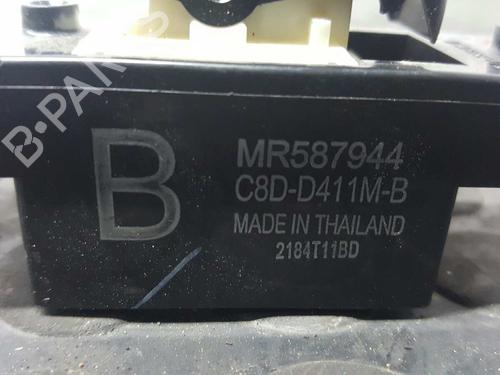 B-PARTS
B
MR587944
C8D-D411M-B
MADE IN THAILAND
2184T11BD